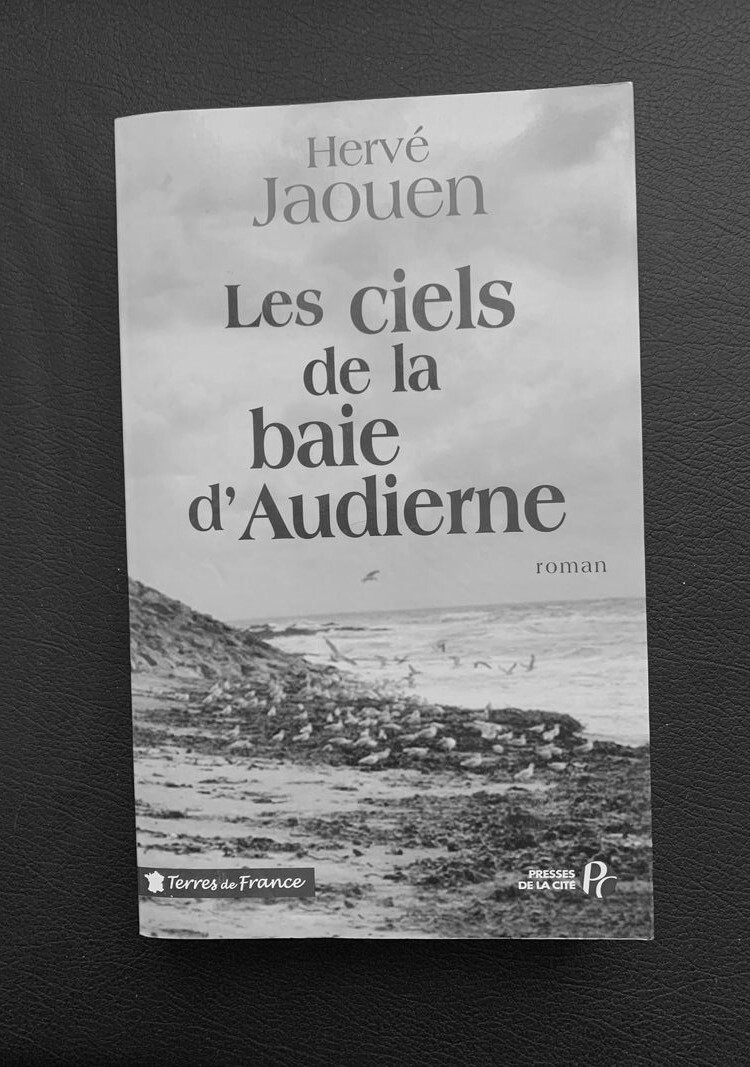 Hervé
Jaouen
Les ciels
de la
baie
d'Audierne
roman
Terres de France
PRESSES
DE LA CITÉ
PC